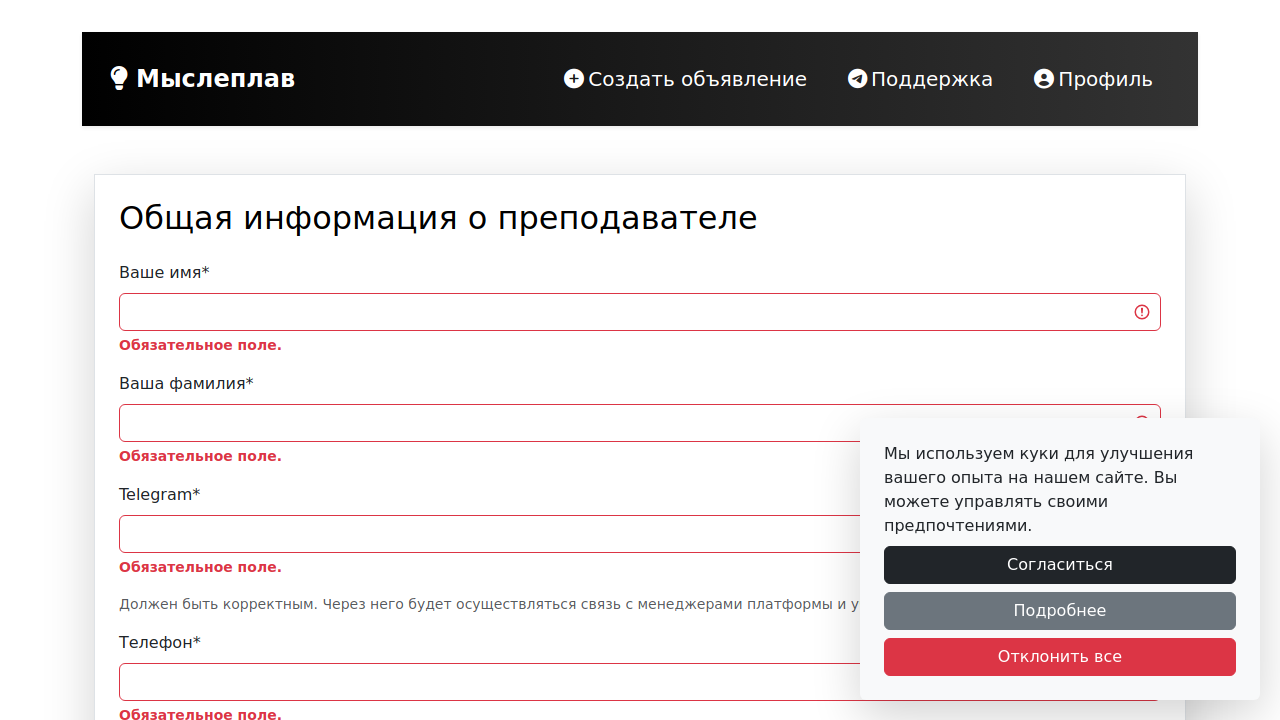 Мыслеплав
Создать объявление
Поддержка
Профиль
Общая информация о преподавателе
Ваше имя*
Обязательное поле.
Ваша фамилия*
Обязательное поле.
Telegram*
Обязательное поле.
Должен быть корректным. Через него будет осуществляться связь с менеджерами платформы и у
Телефон*
Обязательное поле.
Мы используем куки для улучшения
вашего опыта на нашем сайте. Вы
можете управлять своими
предпочтениями.
Согласиться
Подробнее
Отклонить все